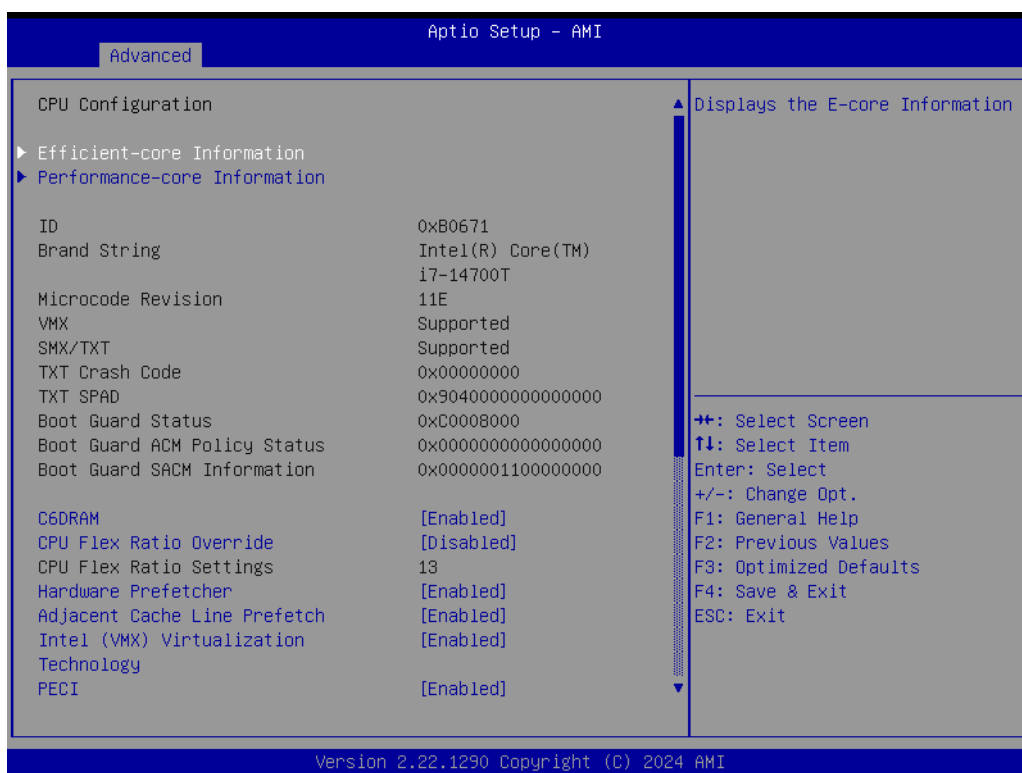 Aptio Setup – AMI
Advanced
CPU Configuration
Efficient-core Information
Performance-core Information
ID 0xB0671
Brand String Intel(R) Core(TM)
i7-14700T
Microcode Revision 11E
VMX Supported
SMX/TXT Supported
TXT Crash Code 0x00000000
TXT SPAD 0x9040000000000000
Boot Guard Status 0xC0008000
Boot Guard ACM Policy Status 0x0000000000000000
Boot Guard SACM Information 0x0000001100000000
C6DRAM [Enabled]
CPU Flex Ratio Override [Disabled]
CPU Flex Ratio Settings 13
Hardware Prefetcher [Enabled]
Adjacent Cache Line Prefetch [Enabled]
Intel (VMX) Virtualization [Enabled]
Technology
PECI [Enabled]
Displays the E-core Information
→←: Select Screen
↑↓: Select Item
Enter: Select
+/-: Change Opt.
F1: General Help
F2: Previous Values
F3: Optimized Defaults
F4: Save & Exit
ESC: Exit
Version 2.22.1290 Copyright (C) 2024 AMI